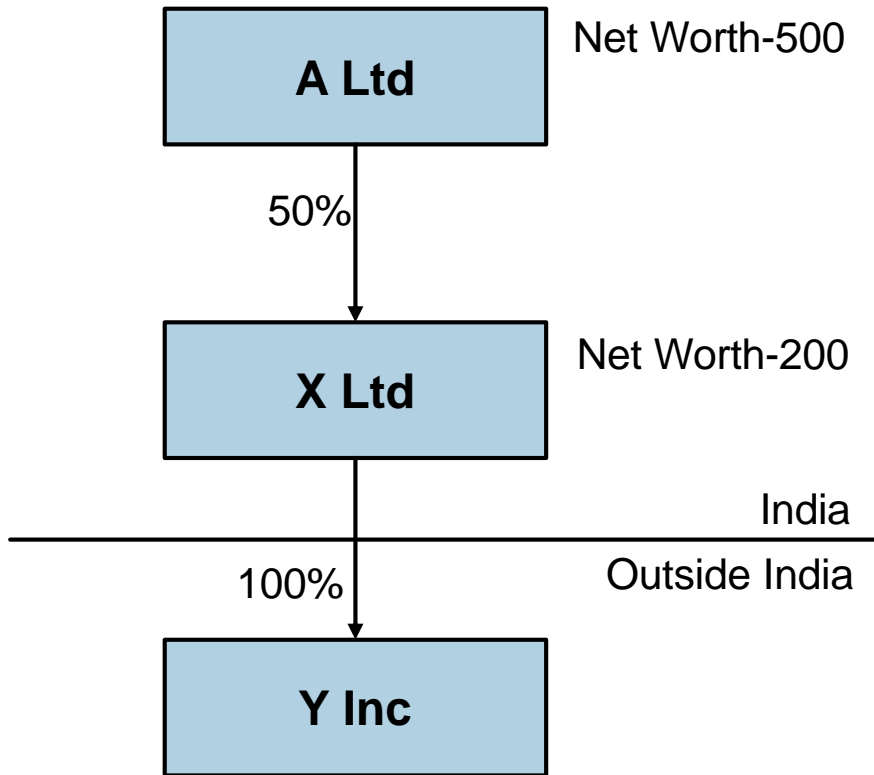 Net Worth-500
A Ltd
50%
Net Worth-200
X Ltd
India
Outside India
100%
Y Inc